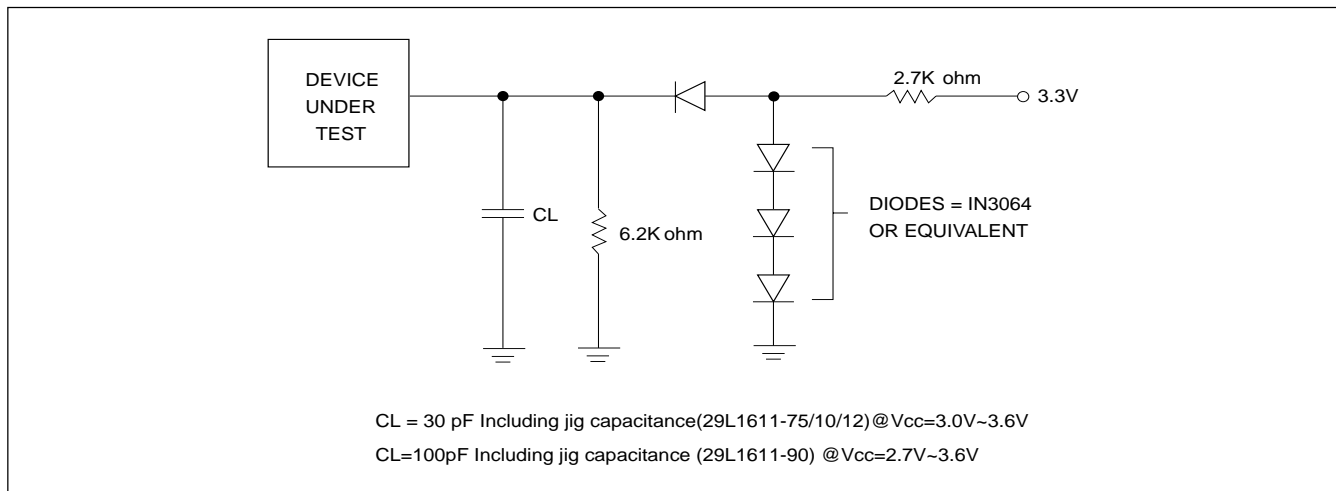 DEVICE
UNDER
TEST
2.7K ohm
3.3V
CL
6.2K ohm
DIODES = IN3064
OR EQUIVALENT
CL = 30 pF Including jig capacitance(29L1611-75/10/12)@Vcc=3.0V~3.6V
CL=100pF Including jig capacitance (29L1611-90) @Vcc=2.7V~3.6V